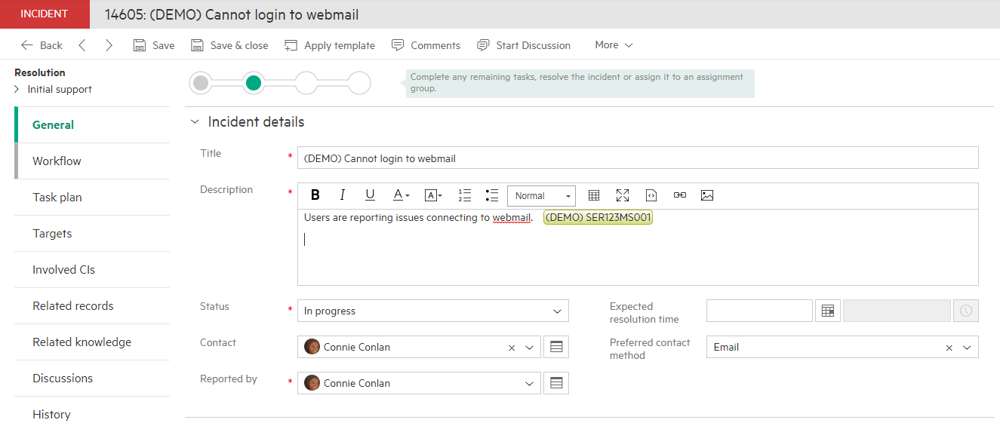 INCIDENT 14605: (DEMO) Cannot login to webmail
Back Save Save & close Apply template Comments Start Discussion More
Resolution
Initial support
General
Workflow
Task plan
Targets
Involved CIs
Related records
Related knowledge
Discussions
History
Complete any remaining tasks, resolve the incident or assign it to an assignment
group.
Incident details
Title * (DEMO) Cannot login to webmail
Description * B I U A A Normal
Users are reporting issues connecting to webmail. (DEMO) SER123MS001
Status * In progress
Expected
resolution time
Contact Connie Conlan
Preferred contact
method
Email
Reported by * Connie Conlan